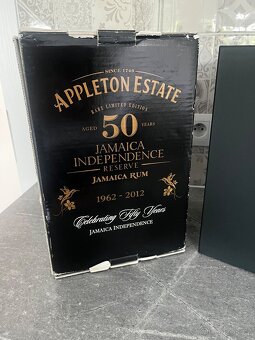 SINCE 1749
APPLETON ESTATE
RARE LIMITED EDITION
AGED 50 YEARS
JAMAICA
INDEPENDENCE
RESERVE
JAMAICA RUM
1962 - 2012
Celebrating Fifty Years
JAMAICA INDEPENDENCE